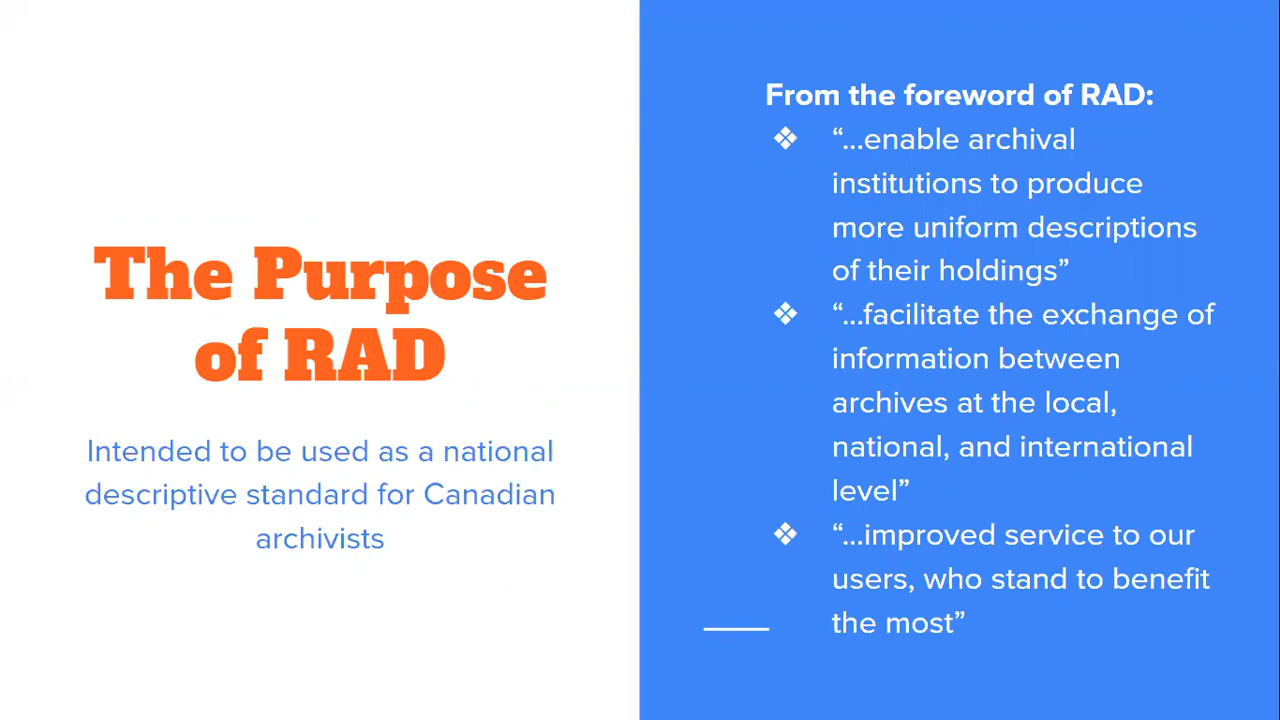 The Purpose
of RAD
Intended to be used as a national
descriptive standard for Canadian
archivists
From the foreword of RAD:
❖ “...enable archival
institutions to produce
more uniform descriptions
of their holdings”
❖ “...facilitate the exchange of
information between
archives at the local,
national, and international
level”
❖ “...improved service to our
users, who stand to benefit
the most”